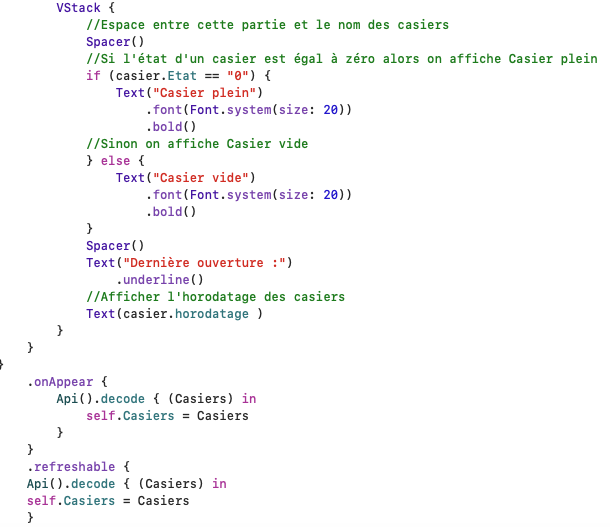 VStack {
//Espace entre cette partie et le nom des casiers
Spacer()
//Si l'état d'un casier est égal à zéro alors on affiche Casier plein
if (casier.Etat == "0") {
Text("Casier plein")
.font(Font.system(size: 20))
.bold()
//Sinon on affiche Casier vide
} else {
Text("Casier vide")
.font(Font.system(size: 20))
.bold()
}
Spacer()
Text("Dernière ouverture :")
.underline()
//Afficher l'horodatage des casiers
Text(casier.horodatage )
}
}
}
.onAppear {
Api().decode { (Casiers) in
self.Casiers = Casiers
}
}
.refreshable {
Api().decode { (Casiers) in
self.Casiers = Casiers
}